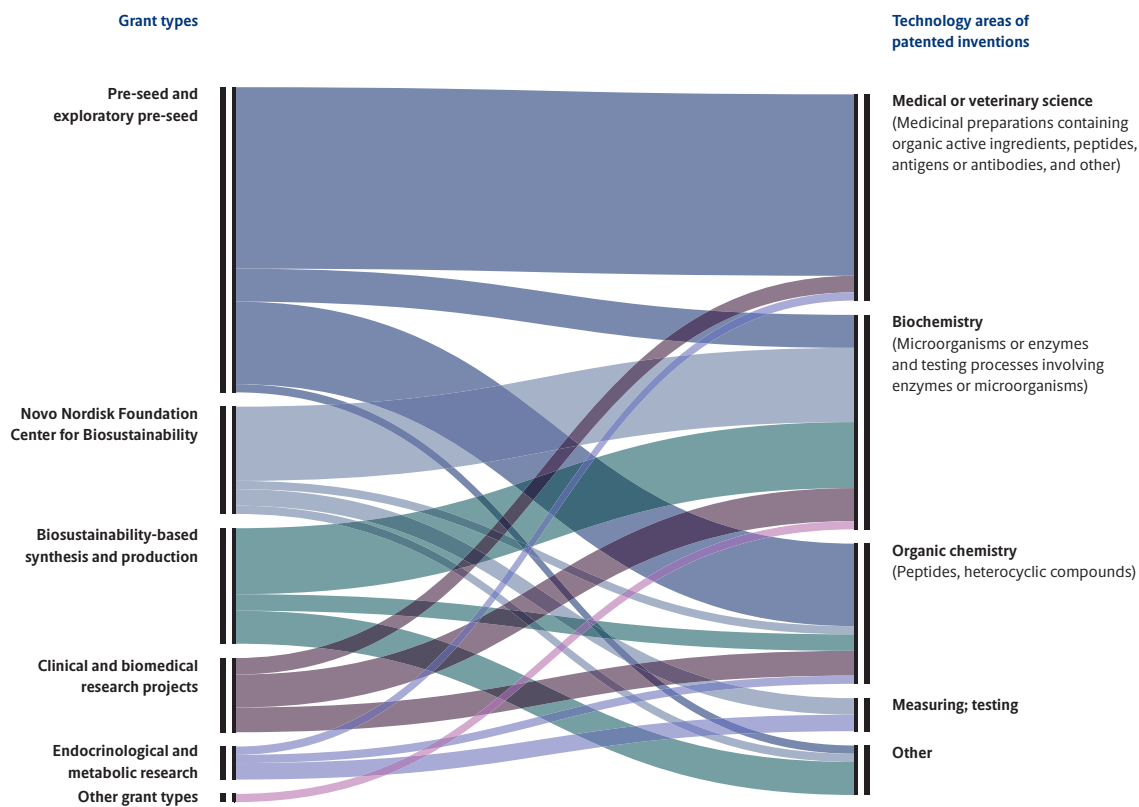 Grant types
Technology areas of
patented inventions
Pre-seed and
exploratory pre-seed
Novo Nordisk Foundation
Center for Biosustainability
Biosustainability-based
synthesis and production
Clinical and biomedical
research projects
Endocrinological and
metabolic research
Other grant types
Medical or veterinary science
(Medicinal preparations containing
organic active ingredients, peptides,
antigens or antibodies, and other)
Biochemistry
(Microorganisms or enzymes
and testing processes involving
enzymes or microorganisms)
Organic chemistry
(Peptides, heterocyclic compounds)
Measuring; testing
Other